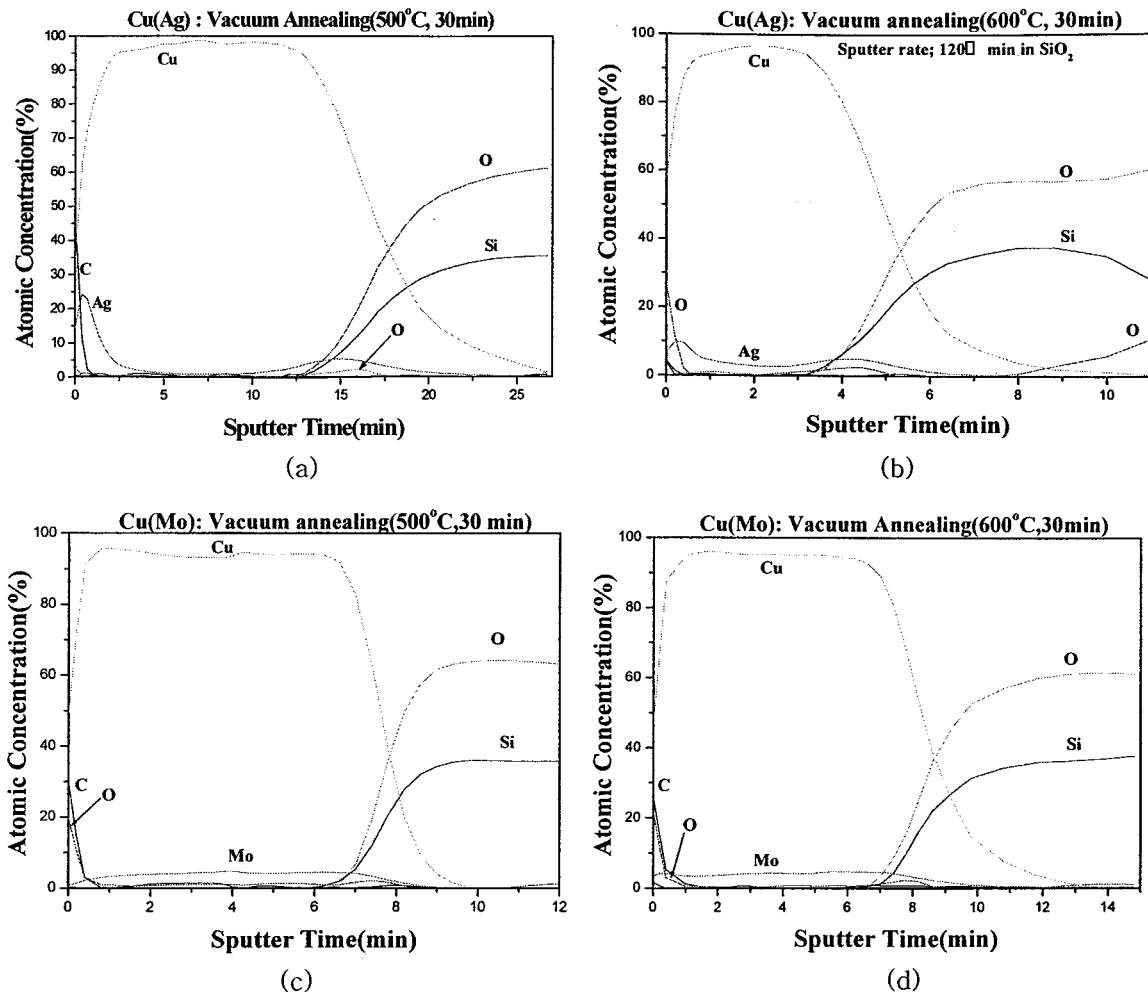 Cu(Ag) : Vacuum Annealing(500°C, 30min)
Atomic Concentration(%)
100
90
80
70
60
50
40
30
20
10
0
Cu
C
Ag
O
Si
O
0
5
10
15
20
25
Sputter Time(min)
(a)
Cu(Ag): Vacuum annealing(600°C, 30min)
Sputter rate; 120□ min in SiO₂
Atomic Concentration(%)
100
80
60
40
20
0
Cu
O
Ag
O
Si
O
0
2
4
6
8
10
Sputter Time(min)
(b)
Cu(Mo): Vacuum annealing(500°C,30 min)
Atomic Concentration(%)
100
80
60
40
20
0
Cu
C
O
Mo
O
Si
0
2
4
6
8
10
12
Sputter Time(min)
(c)
Cu(Mo): Vacuum Annealing(600°C,30min)
Atomic Concentration(%)
100
80
60
40
20
0
Cu
C
O
Mo
O
Si
0
2
4
6
8
10
12
14
Sputter Time(min)
(d)